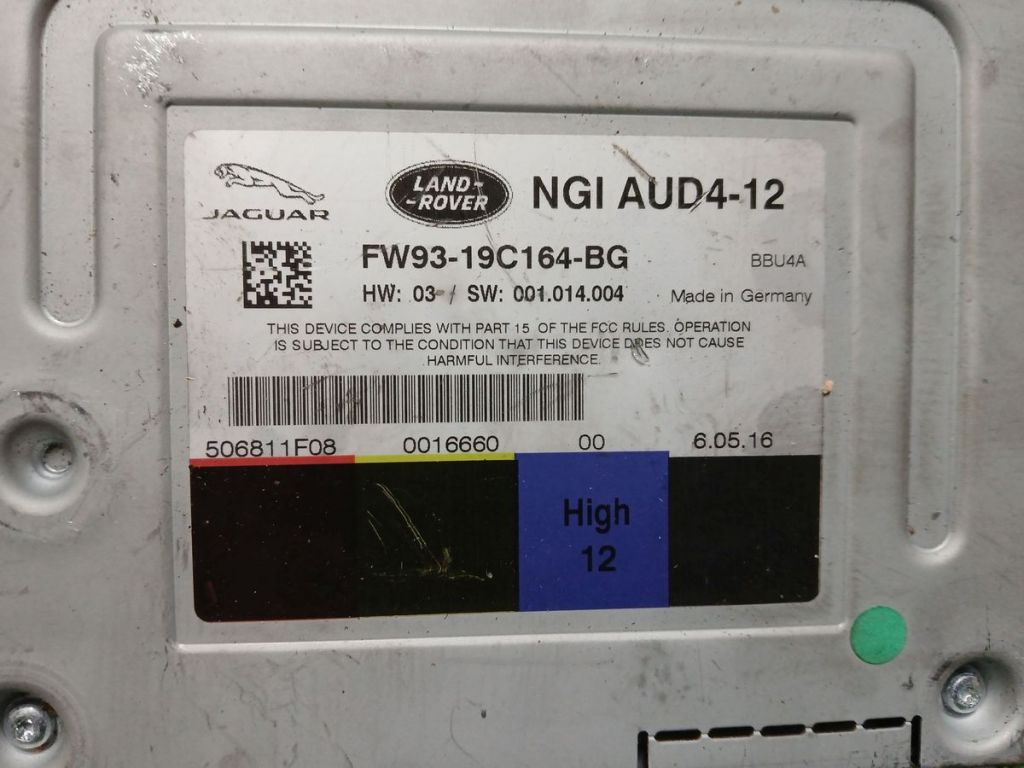 JAGUAR
LAND-
-ROVER
NGI AUD4-12
FW93-19C164-BG
BBU4A
HW: 03 / SW: 001.014.004
Made in Germany
THIS DEVICE COMPLIES WITH PART 15 OF THE FCC RULES. OPERATION
IS SUBJECT TO THE CONDITION THAT THIS DEVICE DOES NOT CAUSE
HARMFUL INTERFERENCE.
506811F08 0016660 00 6.05.16
High
12